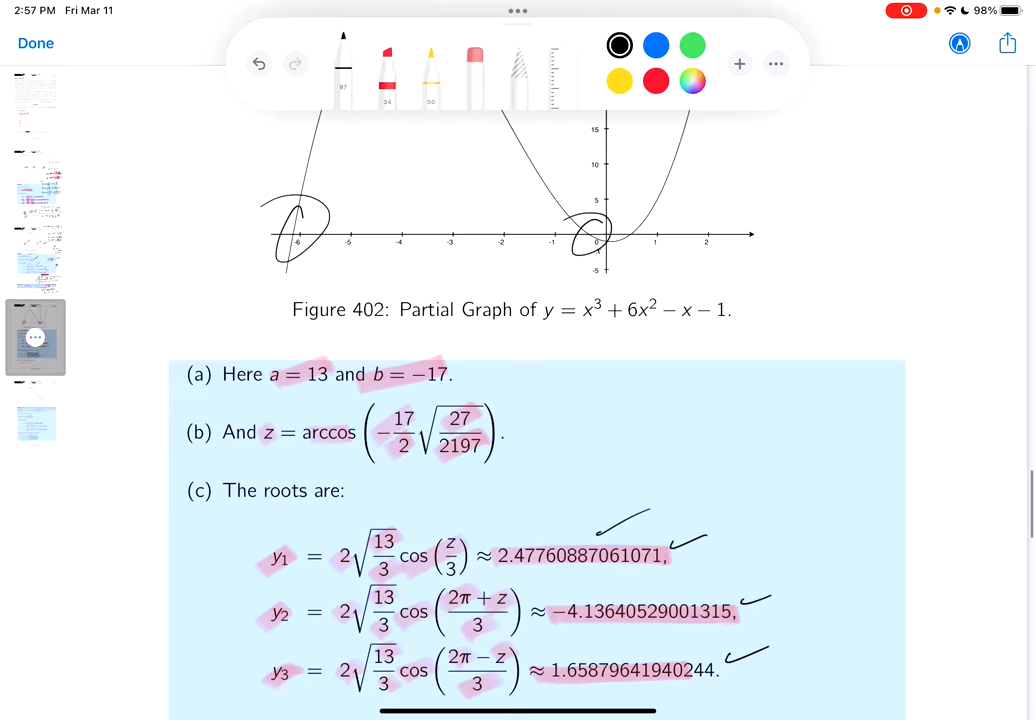 2:57 PM Fri Mar 11
98%
Done
97
34
50
15
10
5
-6 -5 -4 -3 -2 -1 0 1 2
-5
Figure 402: Partial Graph of y = x³ + 6x² − x − 1.
(a) Here a = 13 and b = −17.
(b) And z = arccos (−17/2 √(27/2197)).
(c) The roots are:
y₁ = 2√(13/3) cos (z/3) ≈ 2.47760887061071,
y₂ = 2√(13/3) cos ((2π + z)/3) ≈ −4.13640529001315,
y₃ = 2√(13/3) cos ((2π − z)/3) ≈ 1.65879641940244.